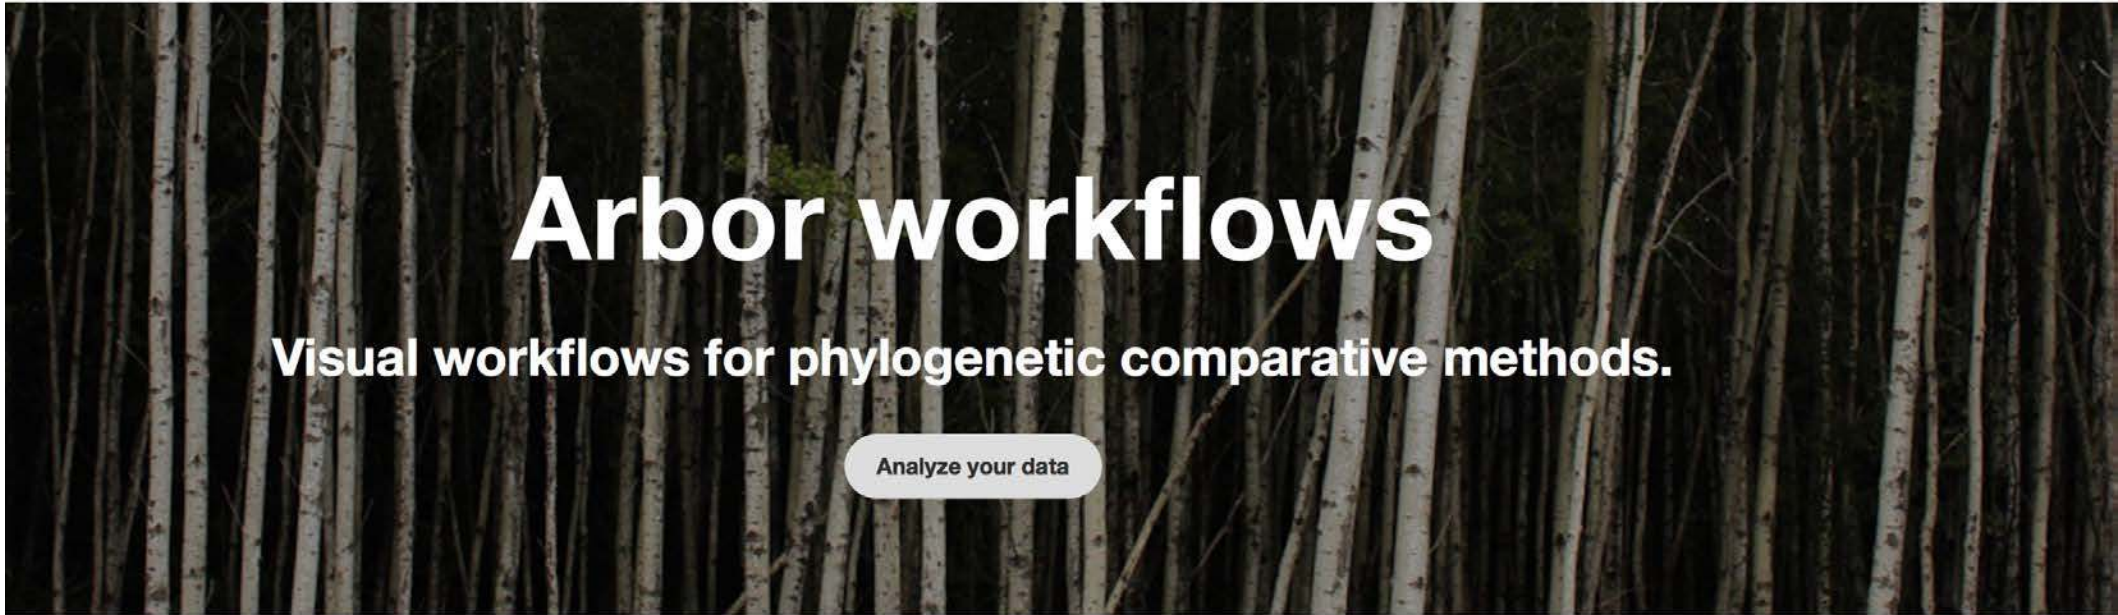 Arbor workflows
Visual workflows for phylogenetic comparative methods.
Analyze your data